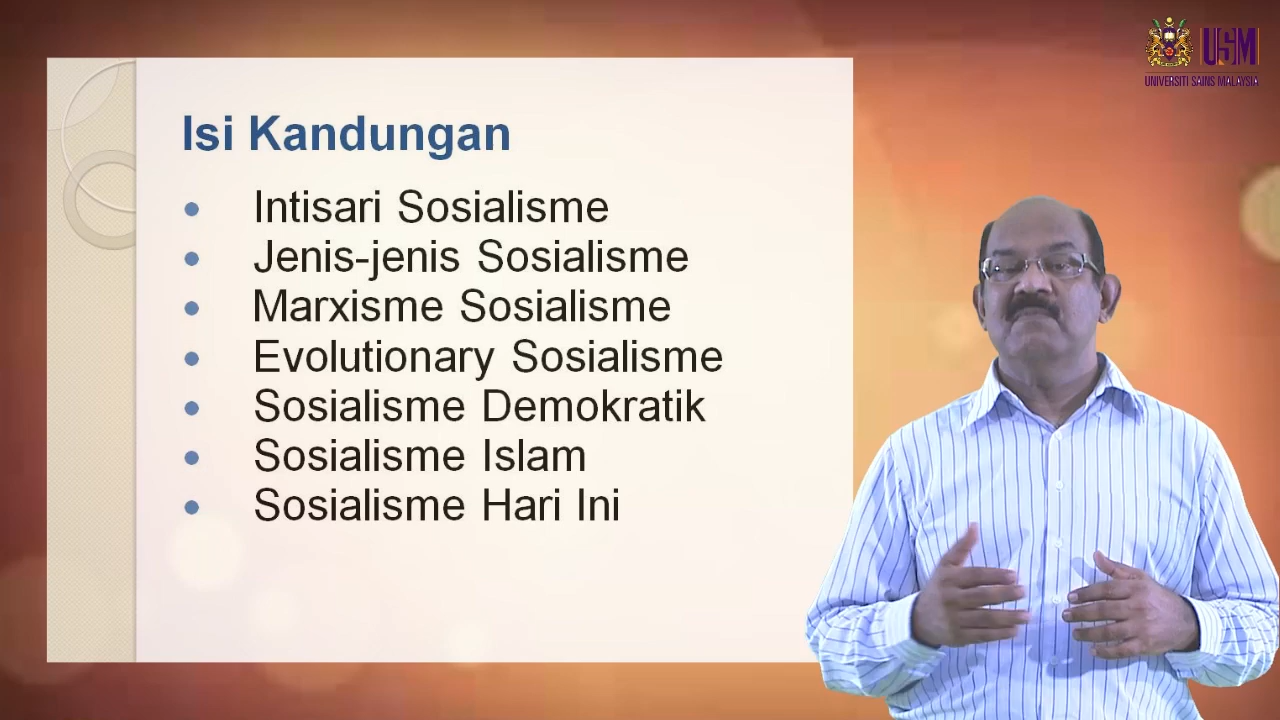 USM
UNIVERSITI SAINS MALAYSIA
Isi Kandungan
• Intisari Sosialisme
• Jenis-jenis Sosialisme
• Marxisme Sosialisme
• Evolutionary Sosialisme
• Sosialisme Demokratik
• Sosialisme Islam
• Sosialisme Hari Ini